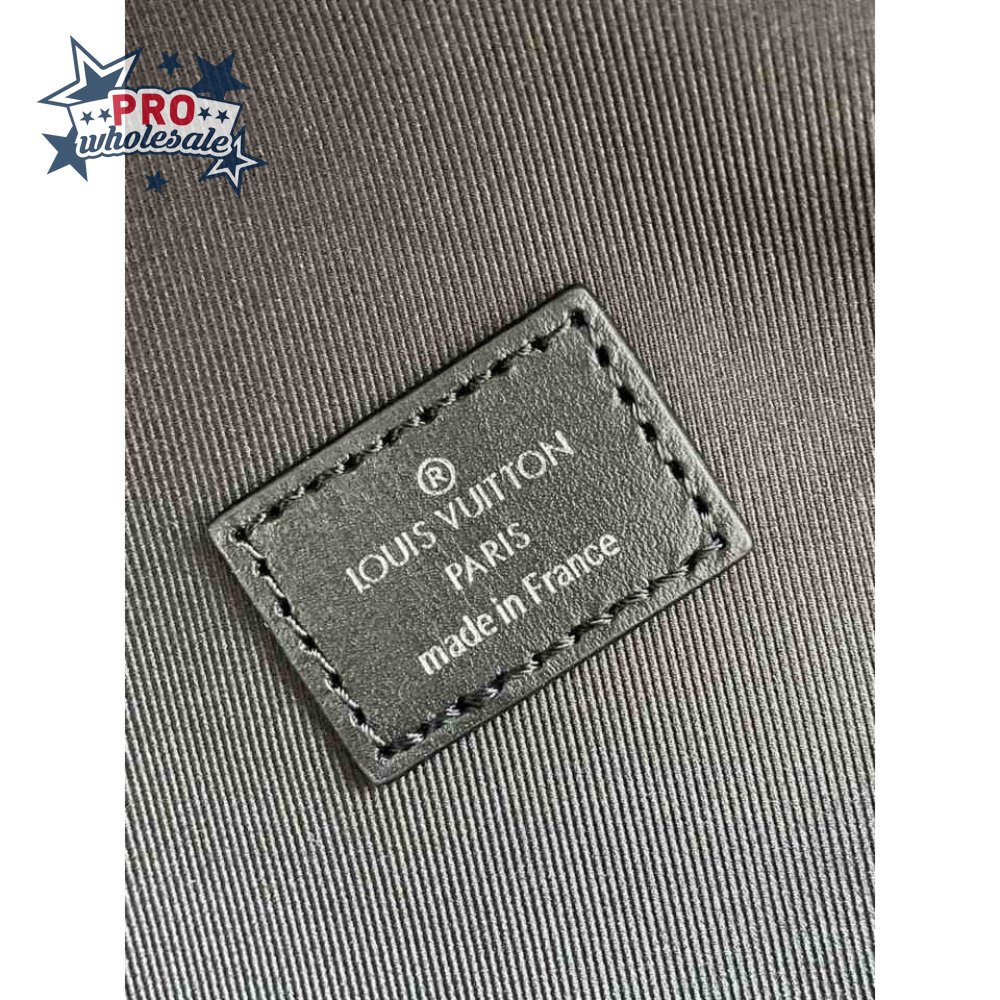 PRO
wholesale
®
LOUIS VUITTON
PARIS
made in France